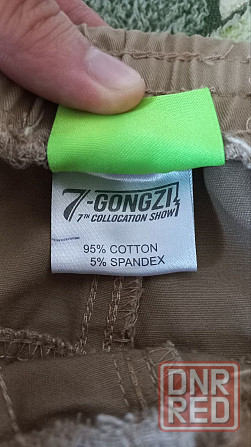 7-GONGZI
7TH COLLOCATION SHOW
95% COTTON
5% SPANDEX
DNR
RED